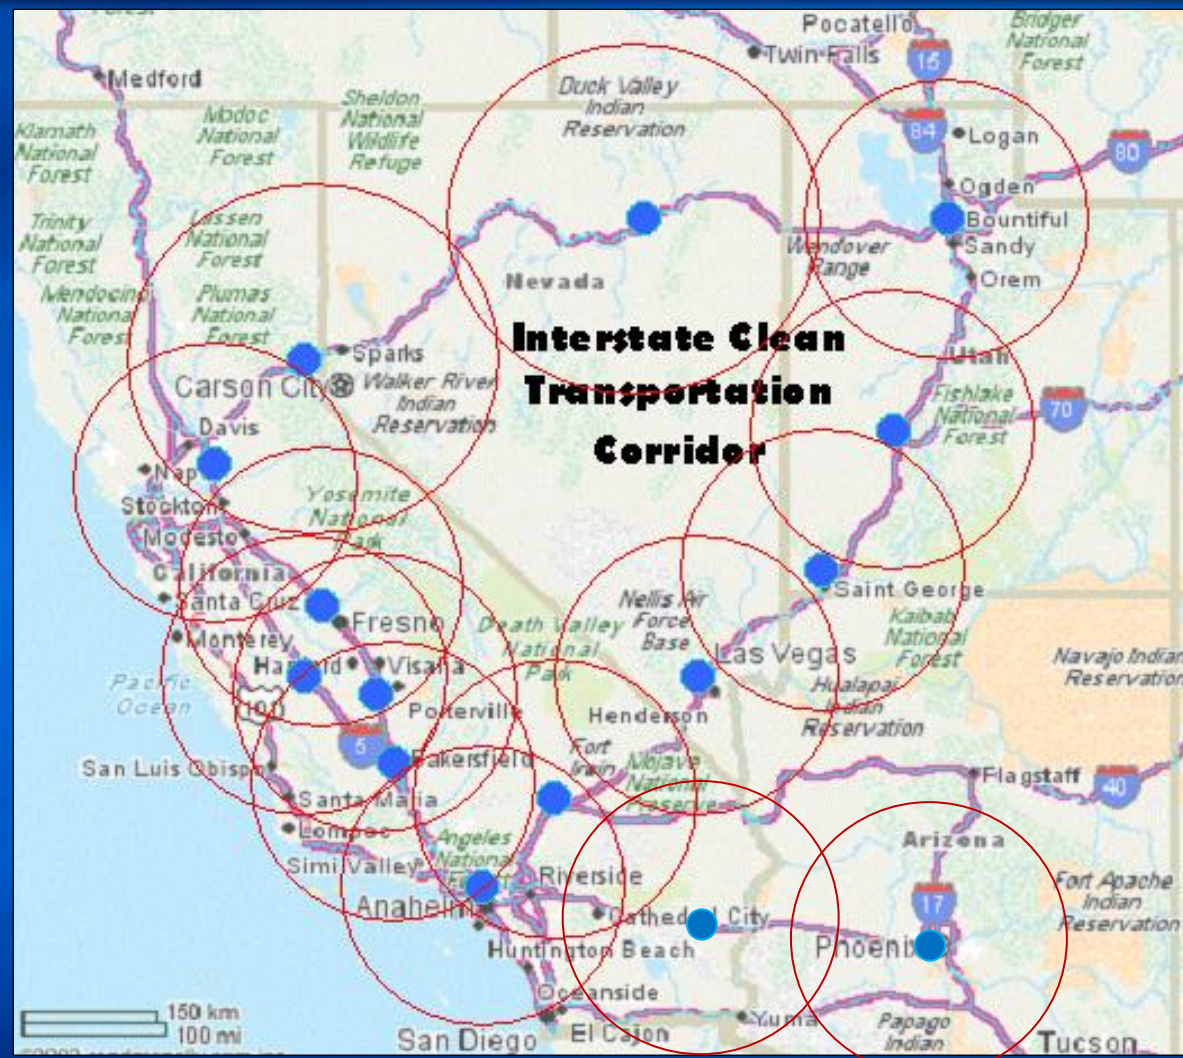 Forest
Pocatello
Bridger
National
Forest
Twin Falls
15
Medford
Duck Valley
Indian
Reservation
Sheldon
National
Wildlife
Refuge
Modoc
National
Forest
Klamath
National
Forest
84
Logan
80
Ogden
Bountiful
Sandy
Orem
Wendover
Range
Lassen
National
Forest
Trinity
National
Forest
Nevada
Mendocino
National
Forest
Plumas
National
Forest
Interstate Clean
Transportation
Corridor
Sparks
Carson City
Walker River
Indian
Reservation
Utah
Fishlake
National
Forest
70
Davis
Nap
Stockton
Modesto
Yosemite
National
Park
California
Santa Cruz
Fresno
Monterey
Visalia
Death Valley
National
Park
Nellis Air
Force
Base
Saint George
Kaibab
National
Forest
Navajo Indian
Reservation
Las Vegas
Hualapai
Indian
Reservation
Henderson
Pacific
Ocean
101
Porterville
5
Bakersfield
San Luis Obispo
Fort
Irwin
Mojave
National
Preserve
Flagstaff
40
Santa Maria
Lompoc
Angeles
National
Simi Valley
Riverside
Arizona
Fort Apache
Indian
Reservation
17
Anaheim
Cathedral City
Phoenix
Huntington Beach
Oceanside
150 km
100 mi
San Diego
El Cajon
Yuma
Papago
Indian
Tucson